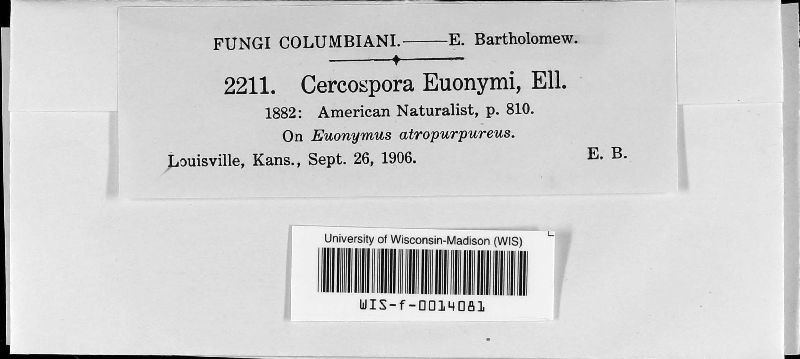 FUNGI COLUMBIANI.——E. Bartholomew.
2211. Cercospora Euonymi, Ell.
1882: American Naturalist, p. 810.
On Euonymus atropurpureus.
Louisville, Kans., Sept. 26, 1906. E. B.
University of Wisconsin-Madison (WIS)
WIS-f-0014081